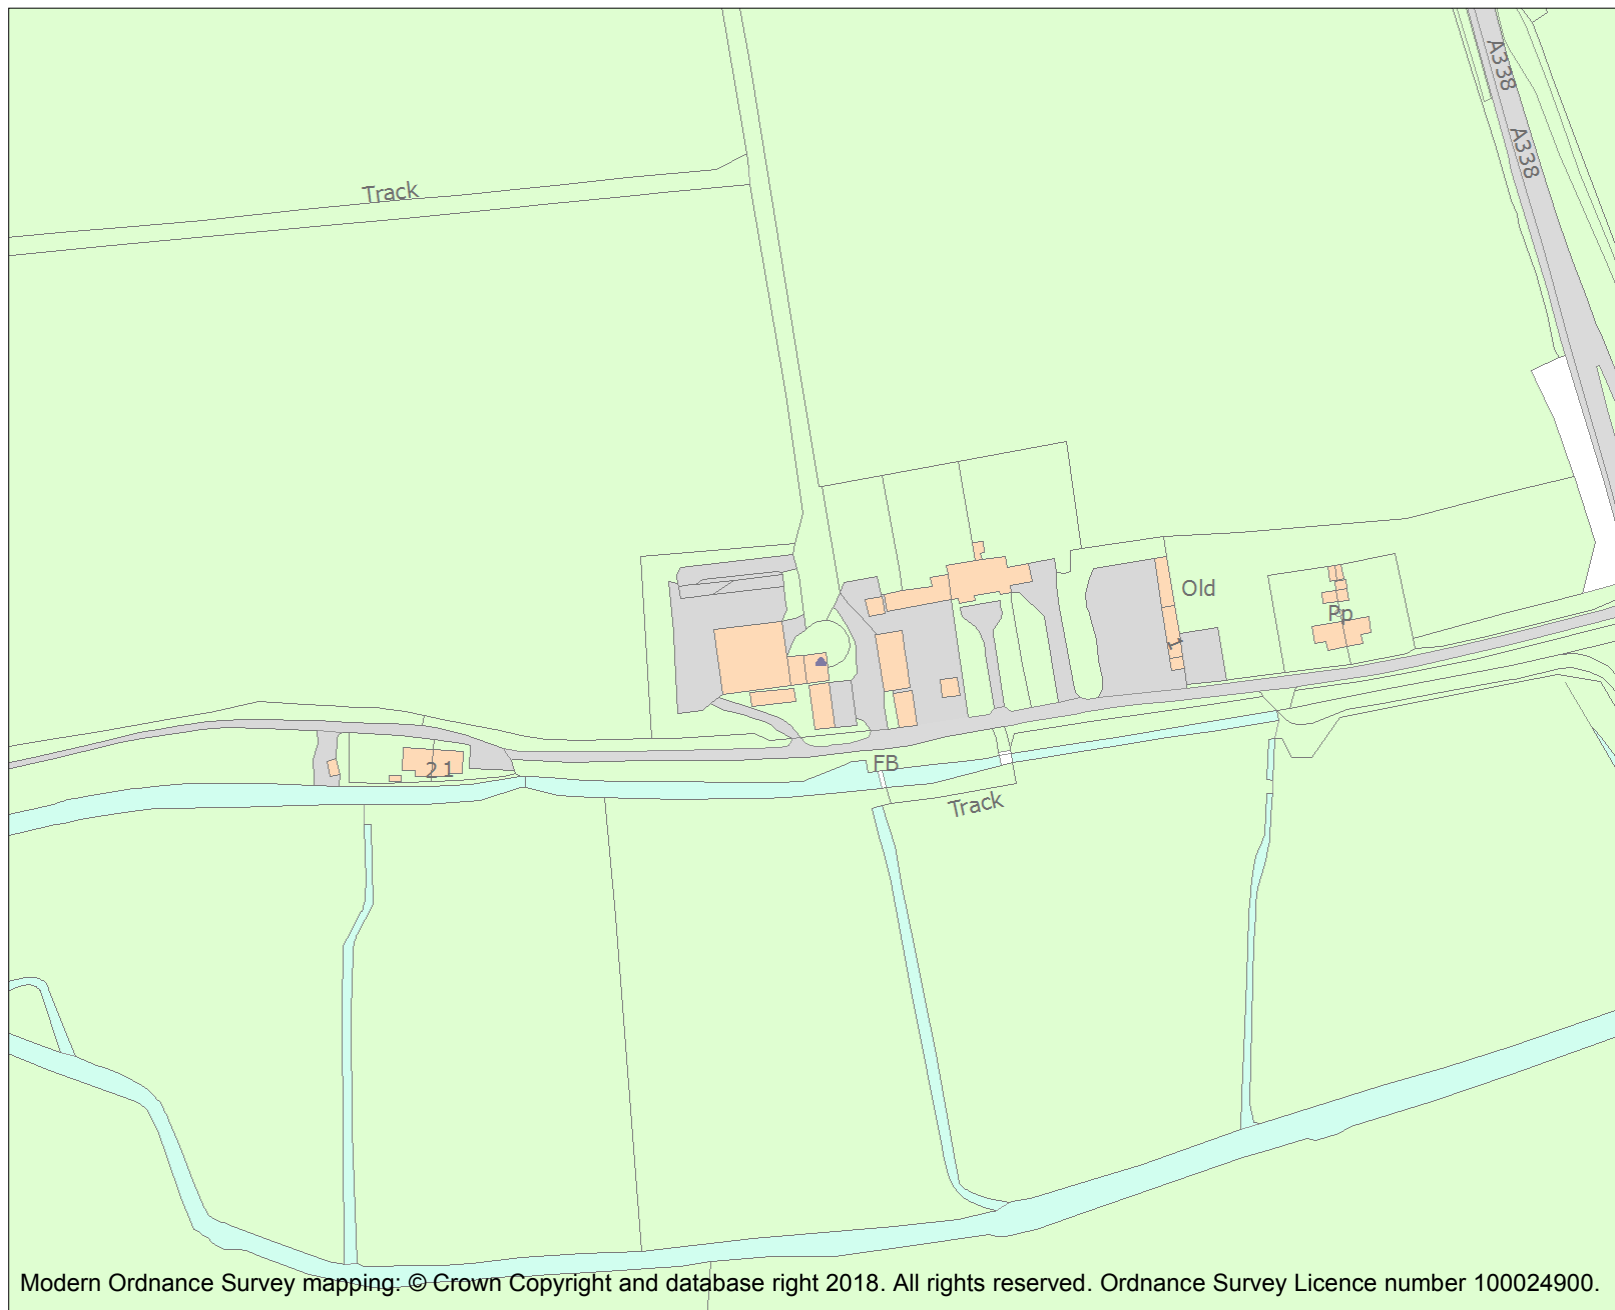 A338
A338
Track
Old
Pp
1
FB
2 1
Track
Modern Ordnance Survey mapping: © Crown Copyright and database right 2018. All rights reserved. Ordnance Survey Licence number 100024900.